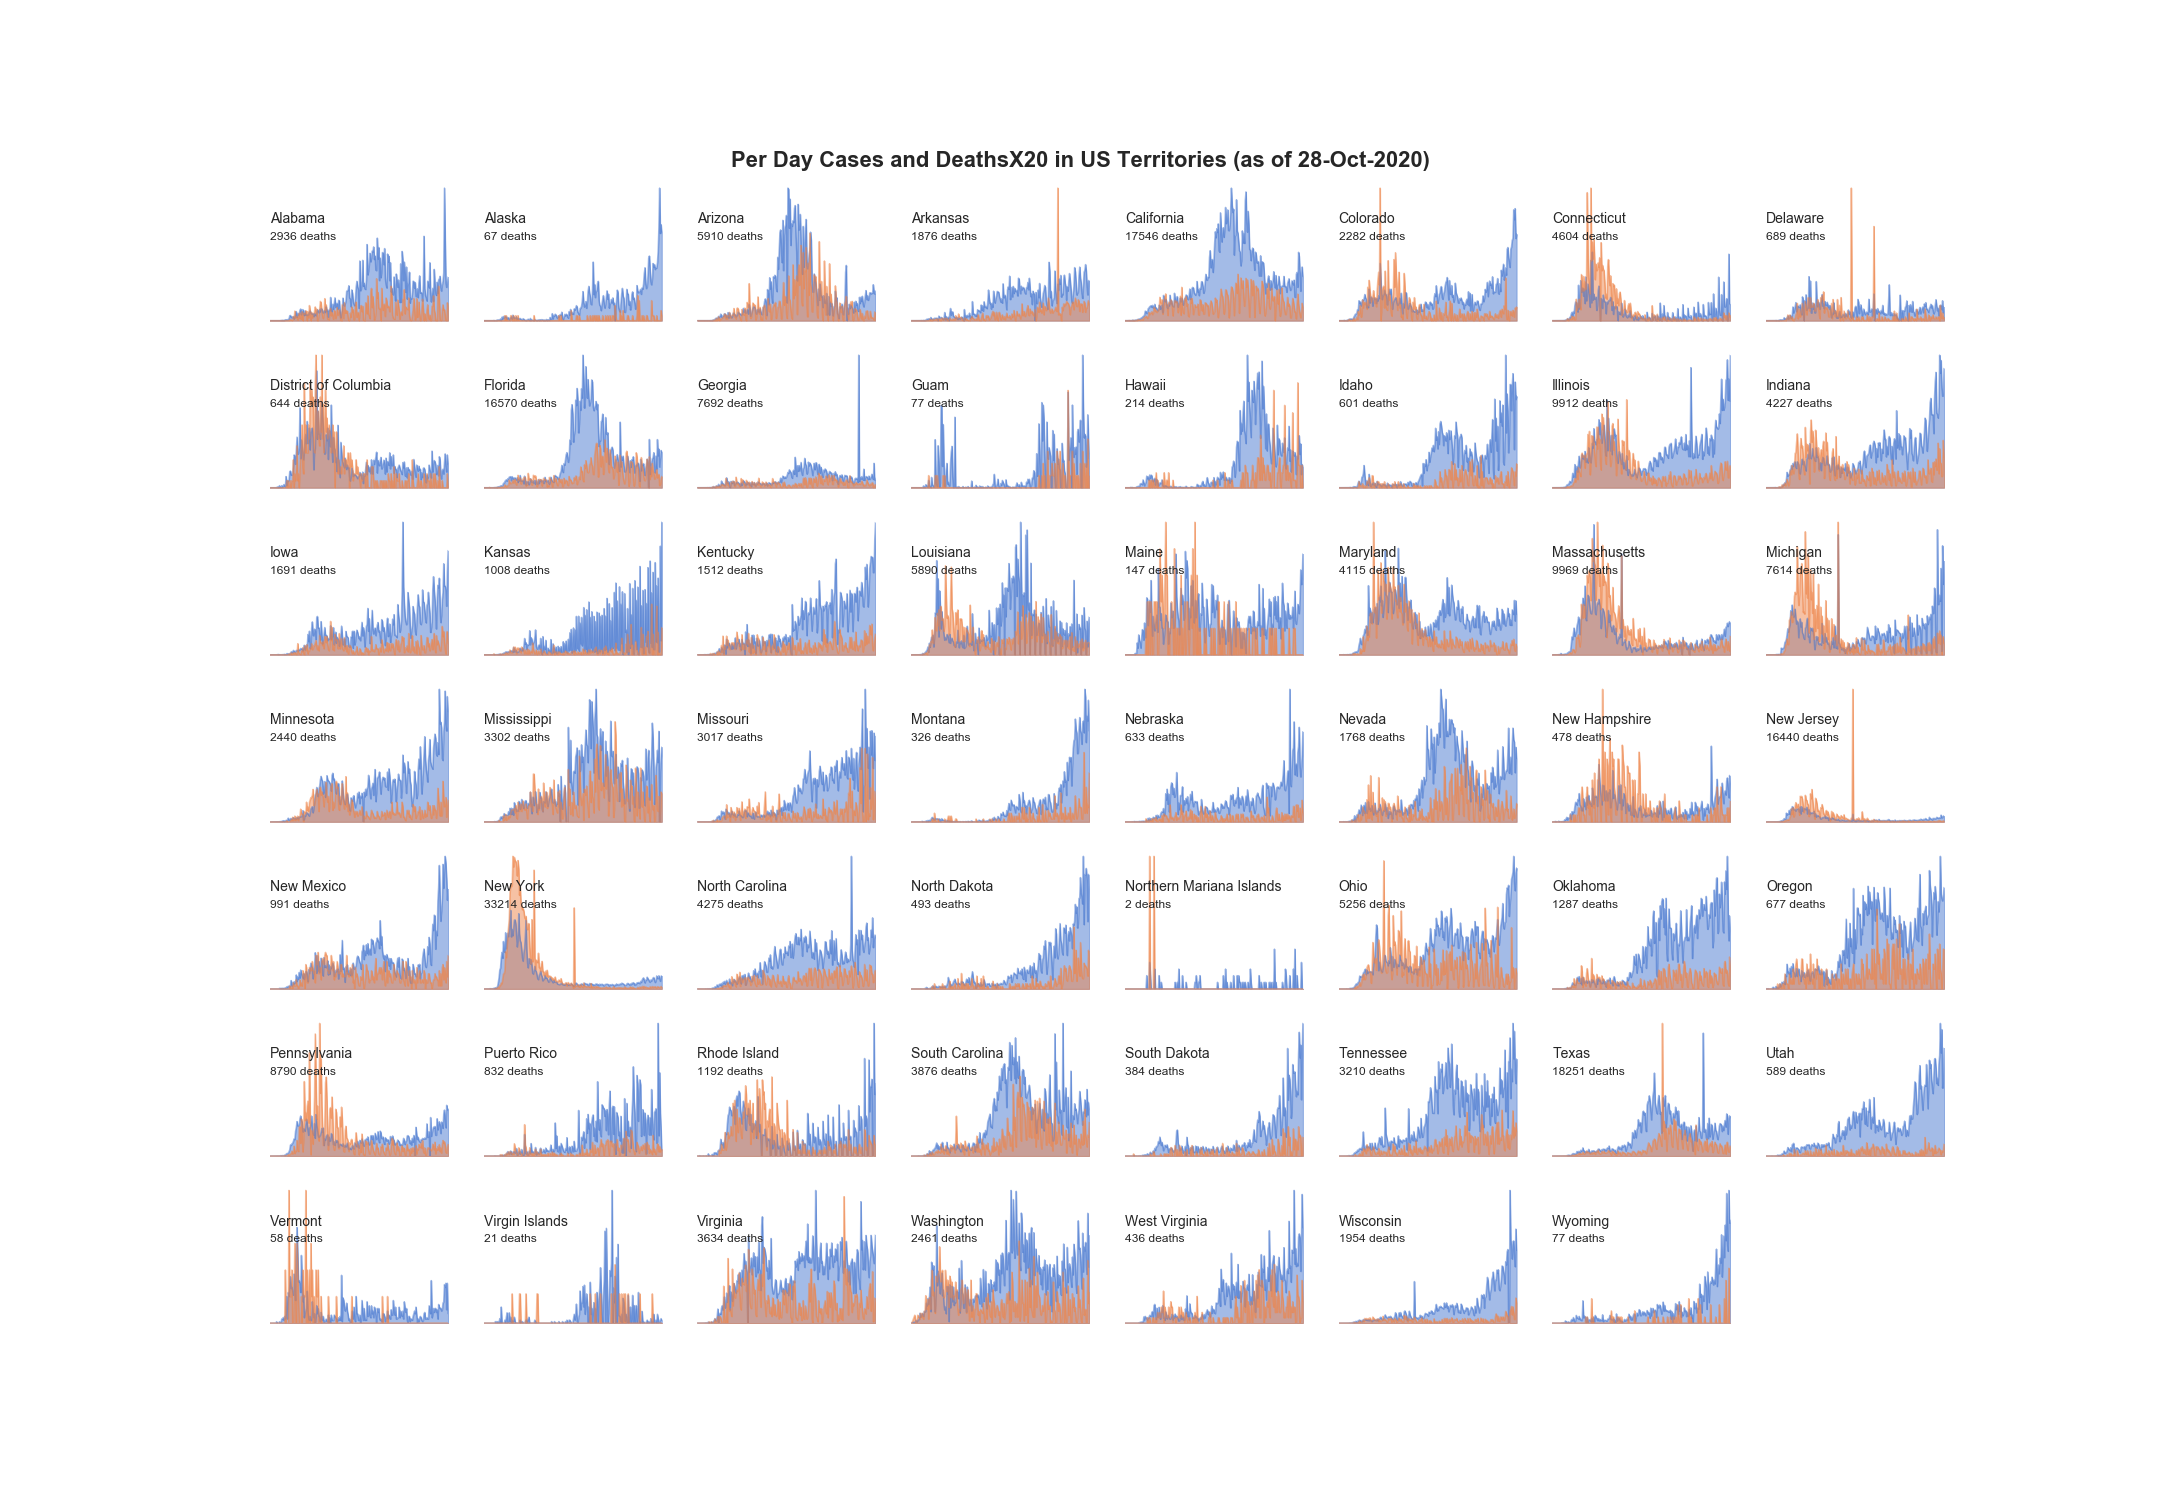 Per Day Cases and DeathsX20 in US Territories (as of 28-Oct-2020)
Alabama
2936 deaths
Alaska
67 deaths
Arizona
5910 deaths
Arkansas
1876 deaths
California
17546 deaths
Colorado
2282 deaths
Connecticut
4604 deaths
Delaware
689 deaths
District of Columbia
644 deaths
Florida
16570 deaths
Georgia
7692 deaths
Guam
77 deaths
Hawaii
214 deaths
Idaho
601 deaths
Illinois
9912 deaths
Indiana
4227 deaths
Iowa
1691 deaths
Kansas
1008 deaths
Kentucky
1512 deaths
Louisiana
5890 deaths
Maine
147 deaths
Maryland
4115 deaths
Massachusetts
9969 deaths
Michigan
7614 deaths
Minnesota
2440 deaths
Mississippi
3302 deaths
Missouri
3017 deaths
Montana
326 deaths
Nebraska
633 deaths
Nevada
1768 deaths
New Hampshire
478 deaths
New Jersey
16440 deaths
New Mexico
991 deaths
New York
33214 deaths
North Carolina
4275 deaths
North Dakota
493 deaths
Northern Mariana Islands
2 deaths
Ohio
5256 deaths
Oklahoma
1287 deaths
Oregon
677 deaths
Pennsylvania
8790 deaths
Puerto Rico
832 deaths
Rhode Island
1192 deaths
South Carolina
3876 deaths
South Dakota
384 deaths
Tennessee
3210 deaths
Texas
18251 deaths
Utah
589 deaths
Vermont
58 deaths
Virgin Islands
21 deaths
Virginia
3634 deaths
Washington
2461 deaths
West Virginia
436 deaths
Wisconsin
1954 deaths
Wyoming
77 deaths